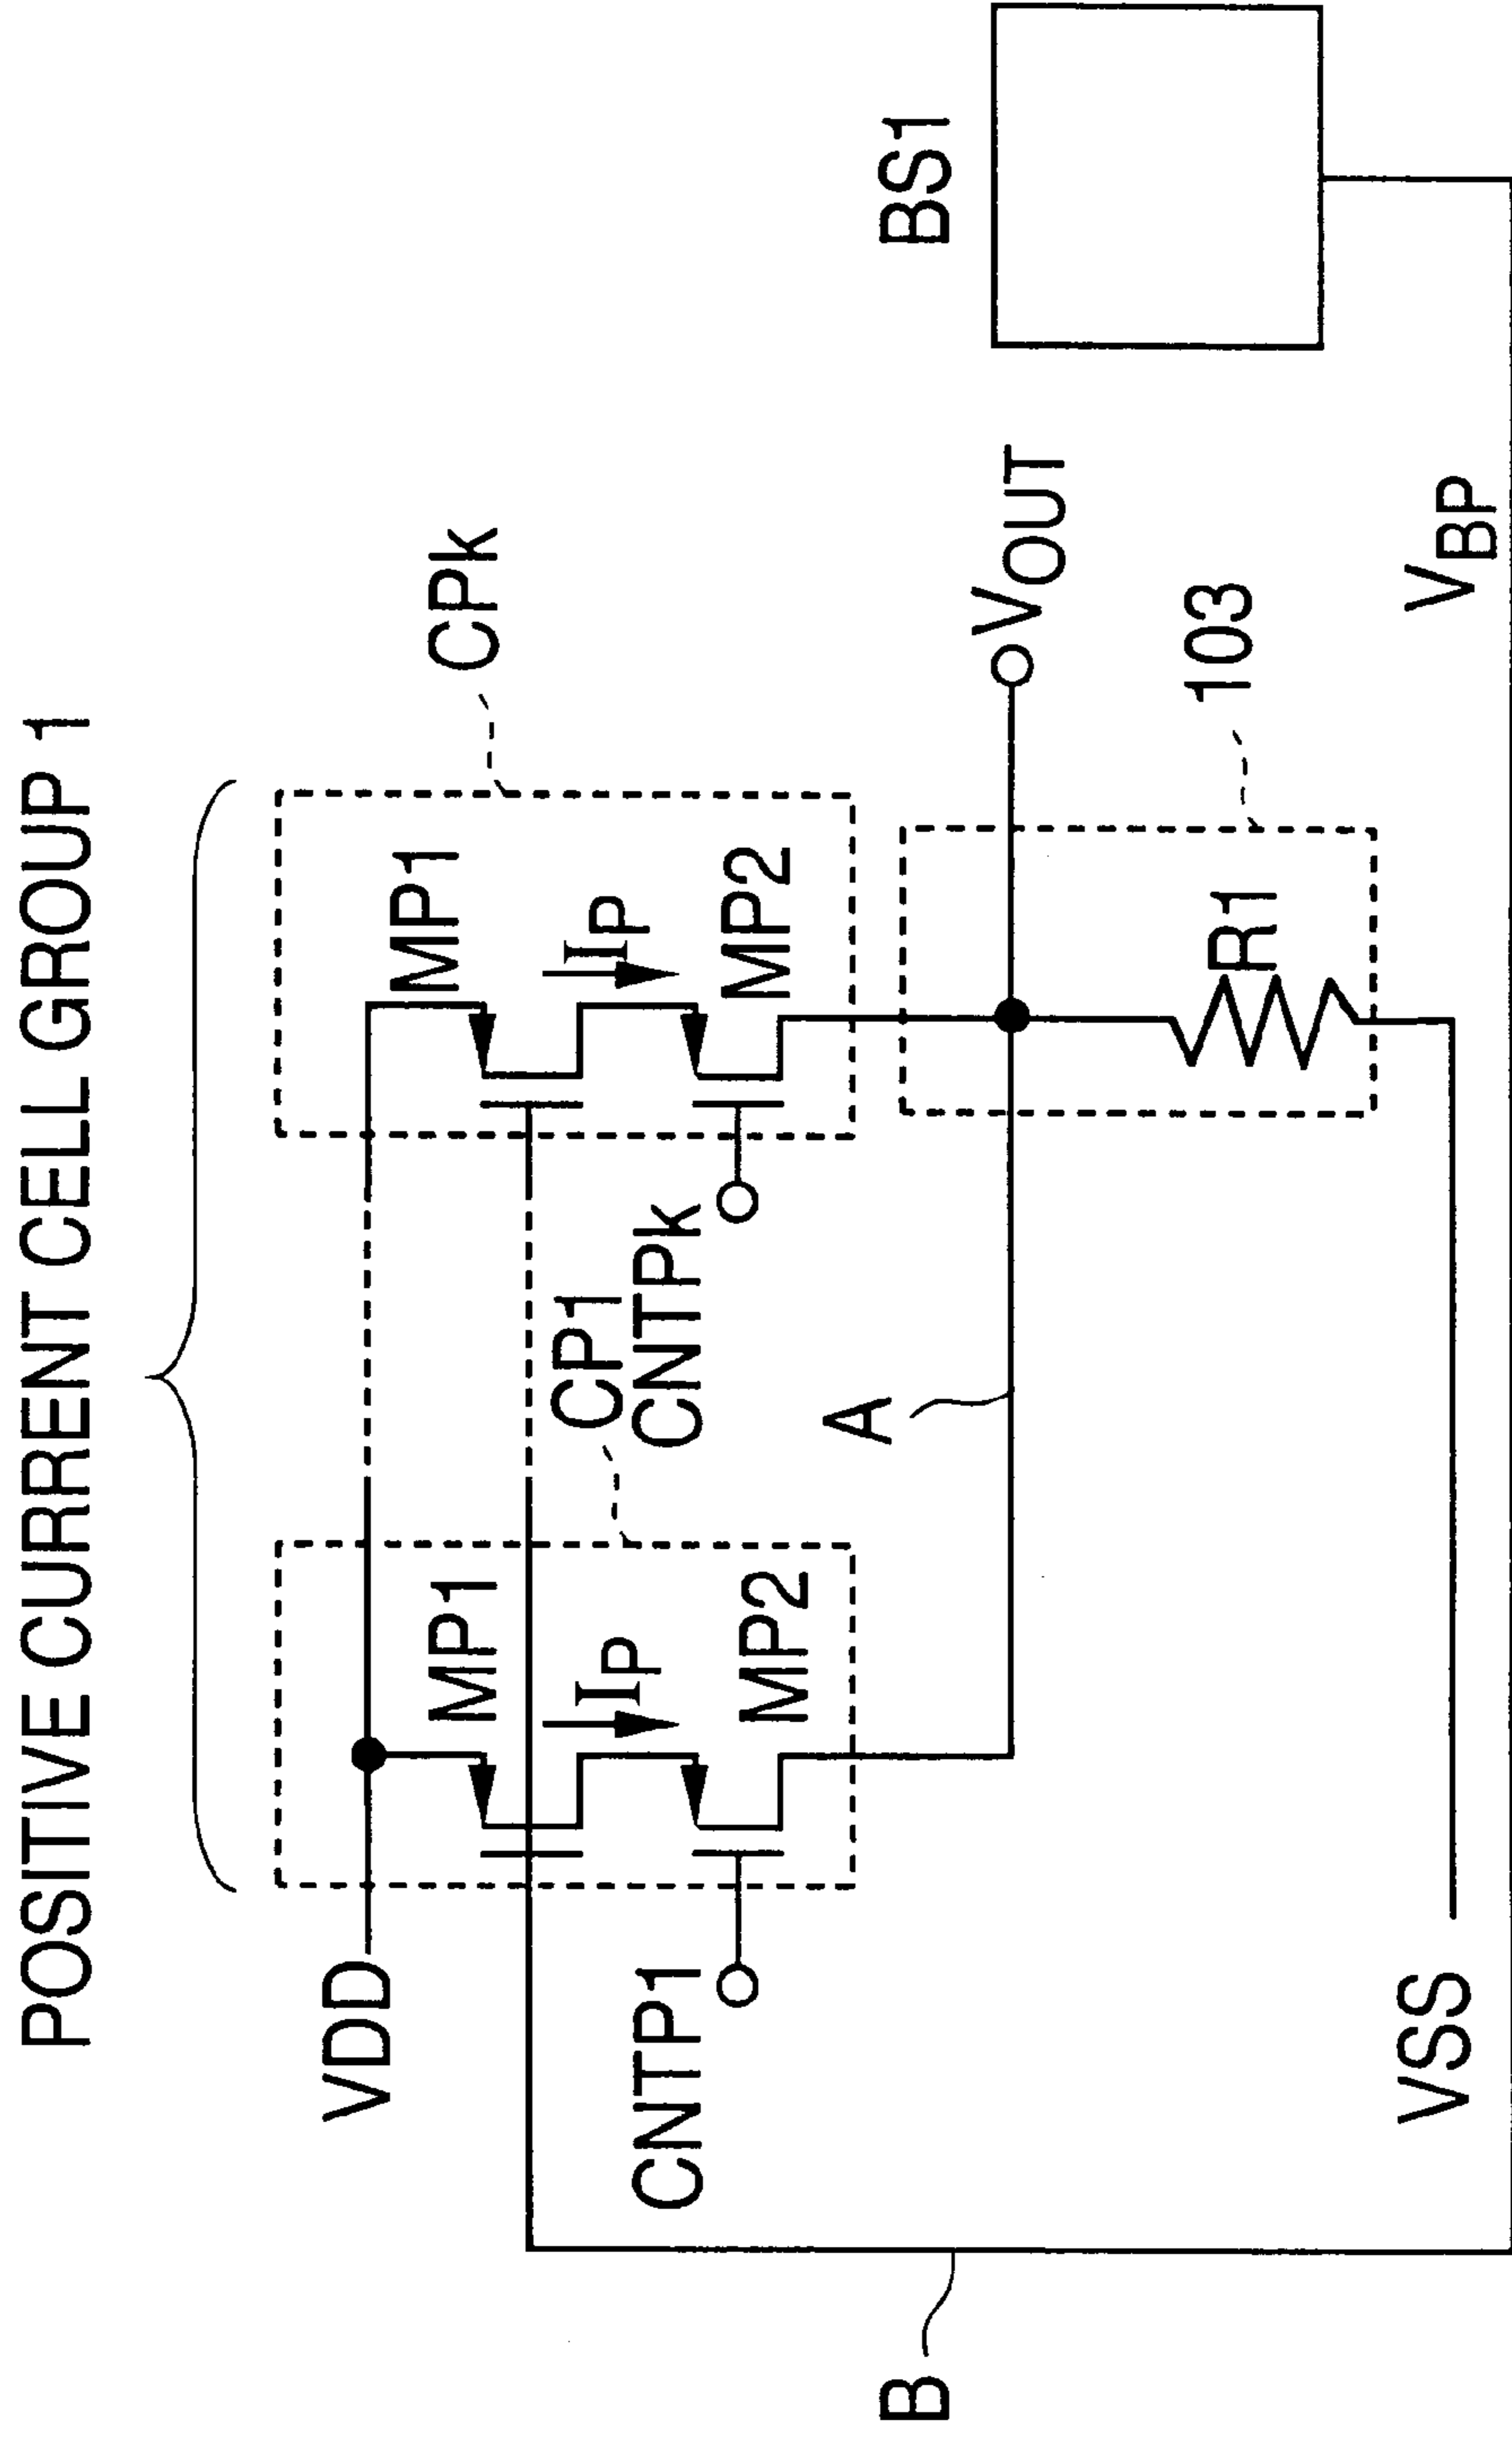 POSITIVE CURRENT CELL GROUP 1
VDD
MP1
MP1
CPk
IP
IP
CP1
CNTP1
CNTPk
MP2
MP2
A
B
BS1
VOUT
103
R1
VSS
VBP